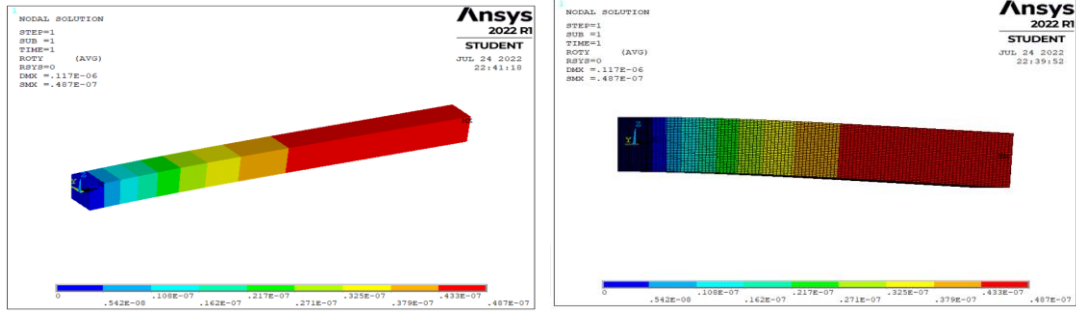 NODAL SOLUTION
STEP=1
SUB =1
TIME=1
ROTY (AVG)
RSYS=0
DMX =.117E-06
SMX =.487E-07
Ansys
2022 R1
STUDENT
JUL 24 2022
22:41:18
0 .108E-07 .217E-07 .325E-07 .433E-07
.542E-08 .162E-07 .271E-07 .379E-07 .487E-07
NODAL SOLUTION
STEP=1
SUB =1
TIME=1
ROTY (AVG)
RSYS=0
DMX =.117E-06
SMX =.487E-07
Ansys
2022 R1
STUDENT
JUL 24 2022
22:39:52
Y Z
0 .108E-07 .217E-07 .325E-07 .433E-07
.542E-08 .162E-07 .271E-07 .379E-07 .487E-07